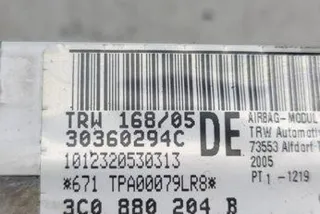 TRW 168/05
30360294C
1012320530313
*671 TPA00079LR8*
3C0 880 204 B
DE
AIRBAG-MODUL
TRW Automotiv
73553 Alfdorf-
2005
PT 1 -1219